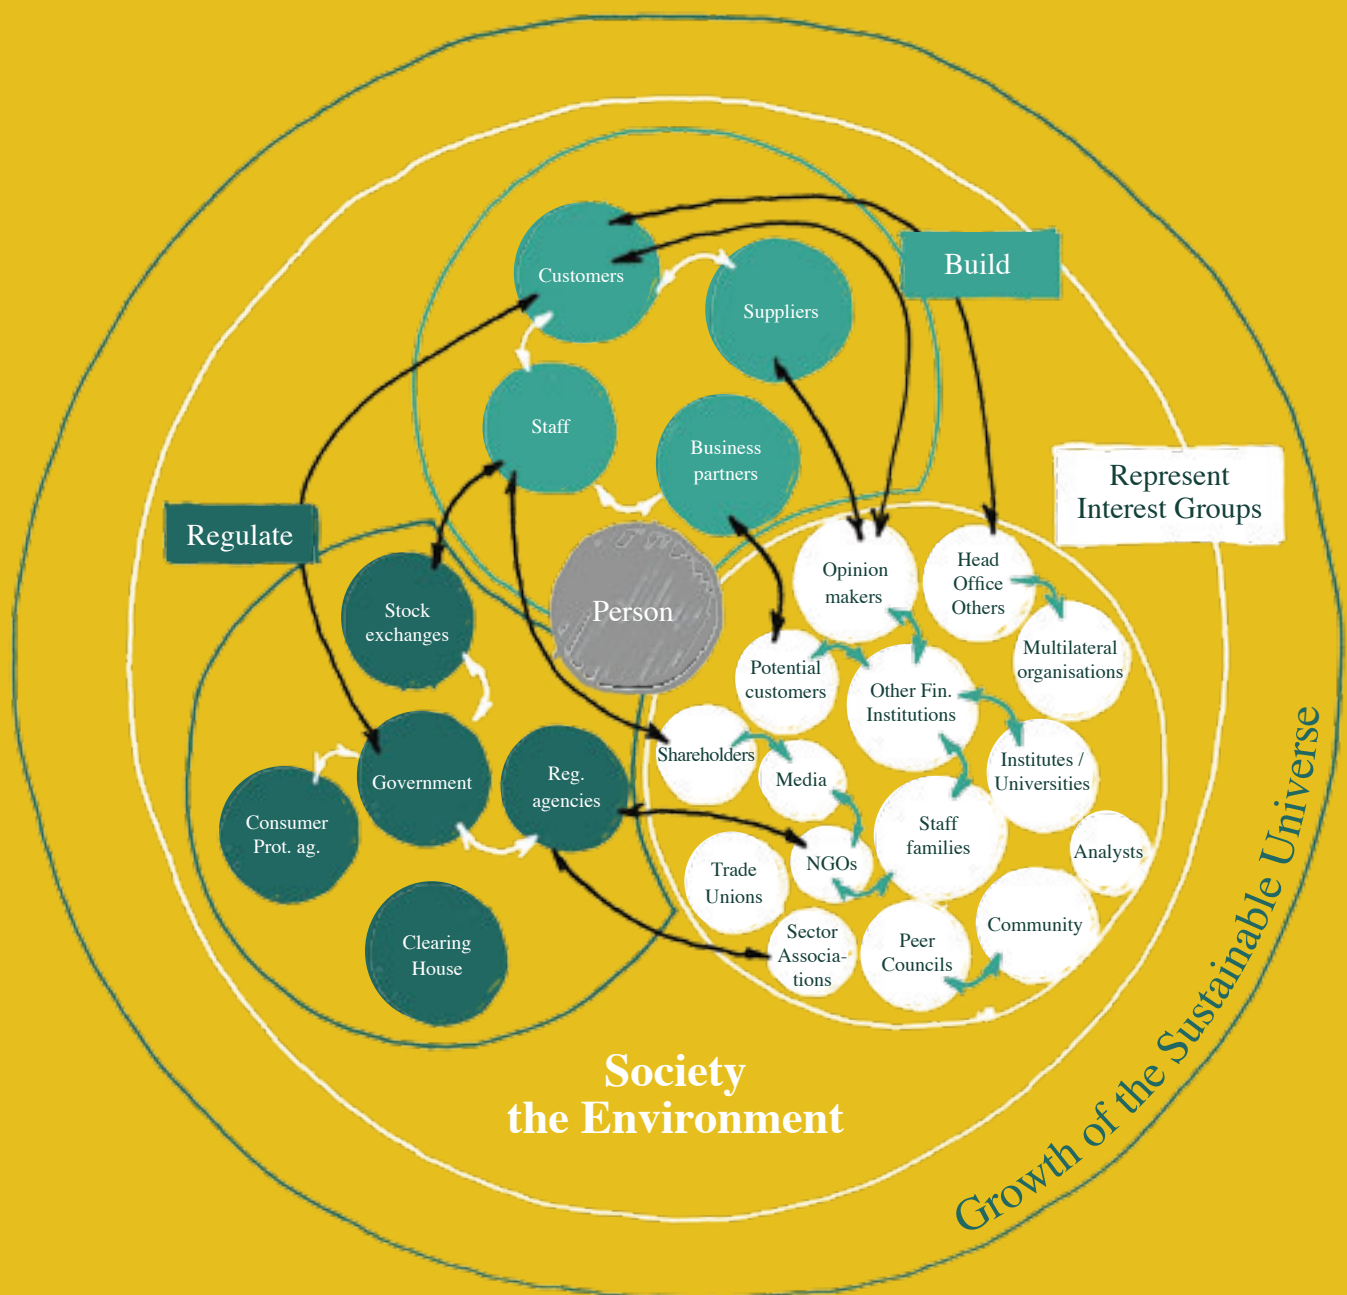 Customers
Suppliers
Build
Staff
Business
partners
Represent
Interest Groups
Regulate
Person
Stock
exchanges
Opinion
makers
Head
Office
Others
Multilateral
organisations
Potential
customers
Other Fin.
Institutions
Shareholders
Media
Institutes /
Universities
Government
Reg.
agencies
Consumer
Prot. ag.
Staff
families
Analysts
NGOs
Trade
Unions
Community
Sector
Associa-
tions
Peer
Councils
Clearing
House
Society
the Environment
Growth of the Sustainable Universe